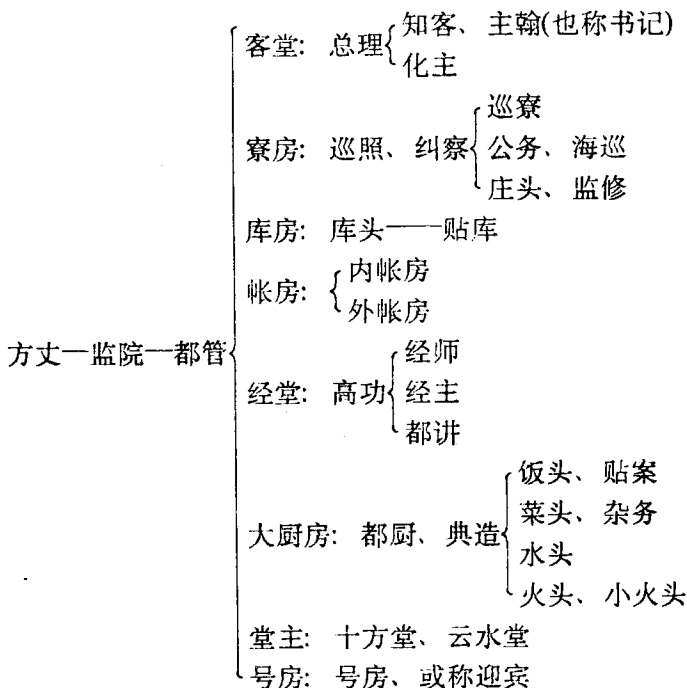 客堂: 总理
知客、主翰(也称书记)
化主
寮房: 巡照、纠察
巡寮
公务、海巡
庄头、监修
库房: 库头——贴库
帐房:
内帐房
外帐房
方丈—监院—都管
经堂: 高功
经师
经主
都讲
大厨房: 都厨、典造
饭头、贴案
菜头、杂务
水头
火头、小火头
堂主: 十方堂、云水堂
号房: 号房、或称迎宾